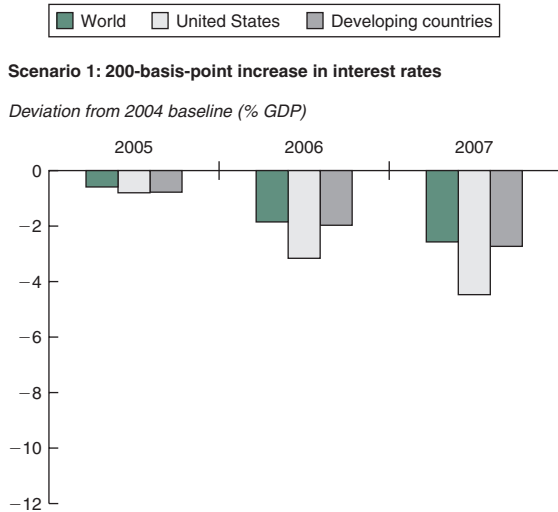 World United States Developing countries
Scenario 1: 200-basis-point increase in interest rates
Deviation from 2004 baseline (% GDP)
2005 2006 2007
0
−2
−4
−6
−8
−10
−12